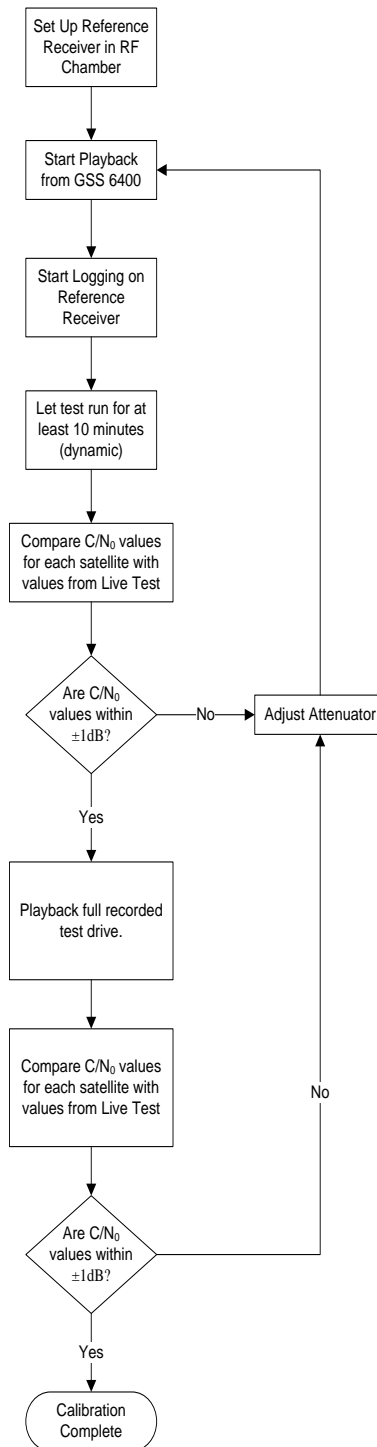 Set Up Reference
Receiver in RF
Chamber
Start Playback
from GSS 6400
Start Logging on
Reference
Receiver
Let test run for at
least 10 minutes
(dynamic)
Compare C/N₀ values
for each satellite with
values from Live Test
Are C/N₀
values within
±1dB?
No
Adjust Attenuator
Yes
Playback full recorded
test drive.
Compare C/N₀ values
for each satellite with
values from Live Test
No
Are C/N₀
values within
±1dB?
Yes
Calibration
Complete